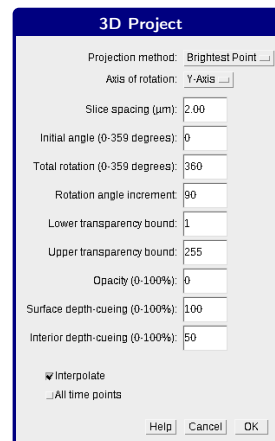 3D Project
Projection method: Brightest Point
Axis of rotation: Y-Axis
Slice spacing (µm): 2.00
Initial angle (0-359 degrees): 0
Total rotation (0-359 degrees): 360
Rotation angle increment: 90
Lower transparency bound: 1
Upper transparency bound: 255
Opacity (0-100%): 0
Surface depth-cueing (0-100%): 100
Interior depth-cueing (0-100%): 50
Interpolate
All time points
Help Cancel OK